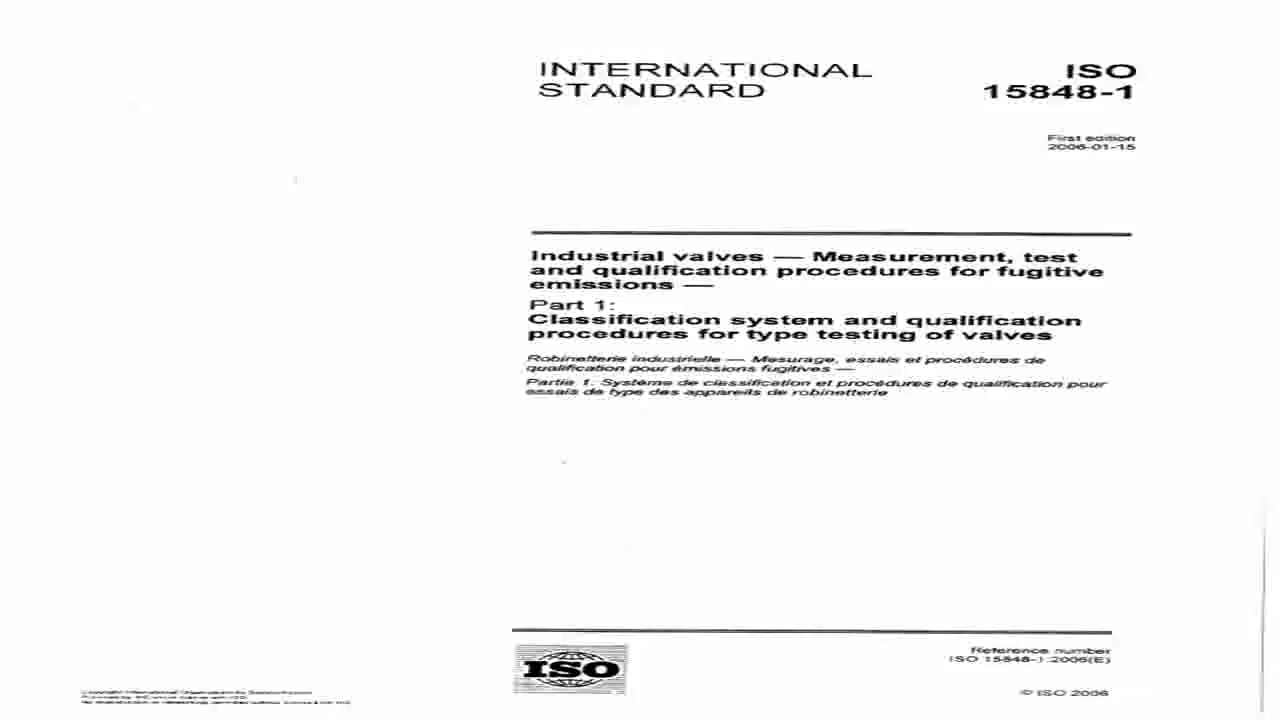 INTERNATIONAL
STANDARD
ISO
15848-1
First edition
2006-01-15
Industrial valves — Measurement, test
and qualification procedures for fugitive
emissions —
Part 1:
Classification system and qualification
procedures for type testing of valves
Robinetterie industrielle — Mesurage, essais et procédures de
qualification pour émissions fugitives —
Partie 1: Système de classification et procédures de qualification pour
essais de type des appareils de robinetterie
ISO
Reference number
ISO 15848-1:2006(E)
© ISO 2006
Copyright International Organization